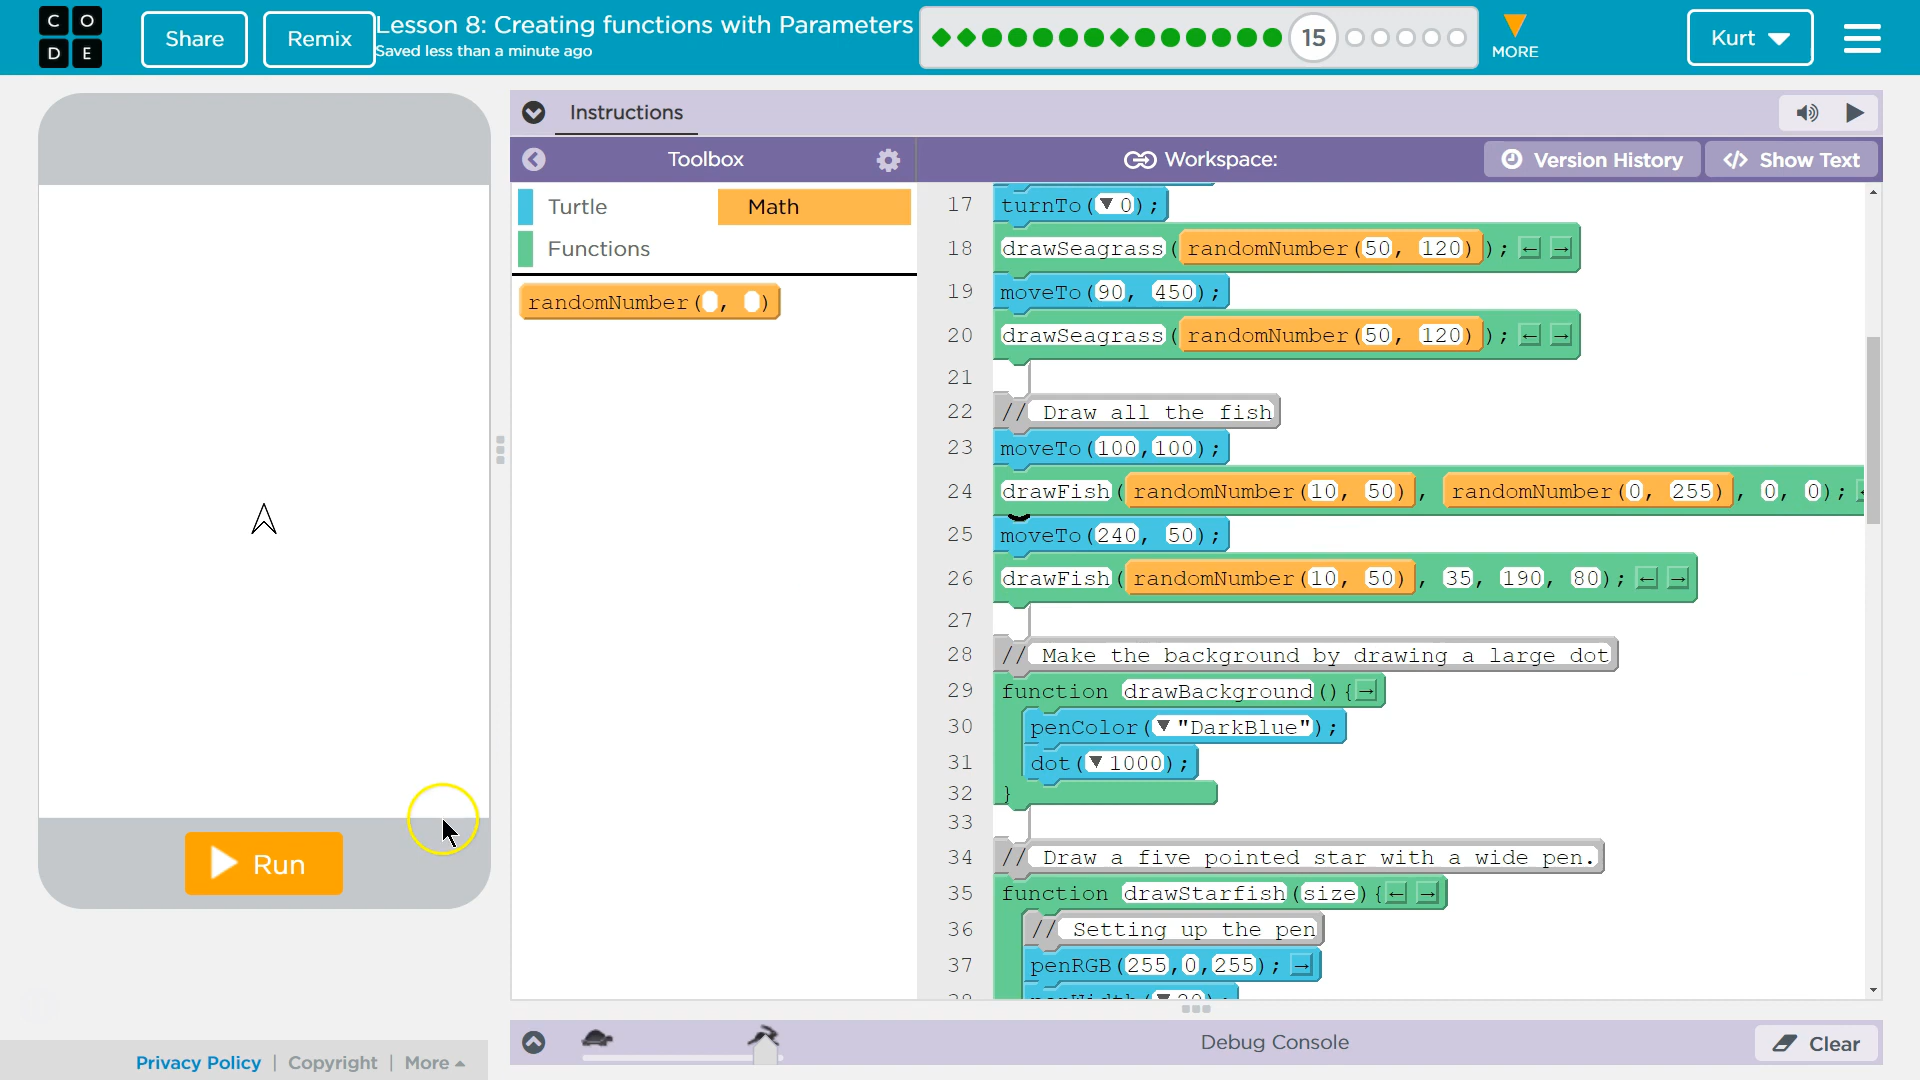 C O D E
Share
Remix
Lesson 8: Creating functions with Parameters
Saved less than a minute ago
15
MORE
Kurt
Instructions
Toolbox
Workspace:
Version History
</> Show Text
Turtle
Math
Functions
randomNumber( , )
17 turnTo(▼ 0);
18 drawSeagrass(randomNumber(50, 120)); ← →
19 moveTo(90, 450);
20 drawSeagrass(randomNumber(50, 120)); ← →
21
22 // Draw all the fish
23 moveTo(100,100);
24 drawFish(randomNumber(10, 50), randomNumber(0, 255), 0, 0);
25 moveTo(240, 50);
26 drawFish(randomNumber(10, 50), 35, 190, 80); ← →
27
28 // Make the background by drawing a large dot
29 function drawBackground(){ →
30 penColor(▼ "DarkBlue");
31 dot(▼ 1000);
32 }
33
34 // Draw a five pointed star with a wide pen.
35 function drawStarfish(size){ ← →
36 // Setting up the pen
37 penRGB(255,0,255); →
Run
Debug Console
Clear
Privacy Policy | Copyright | More